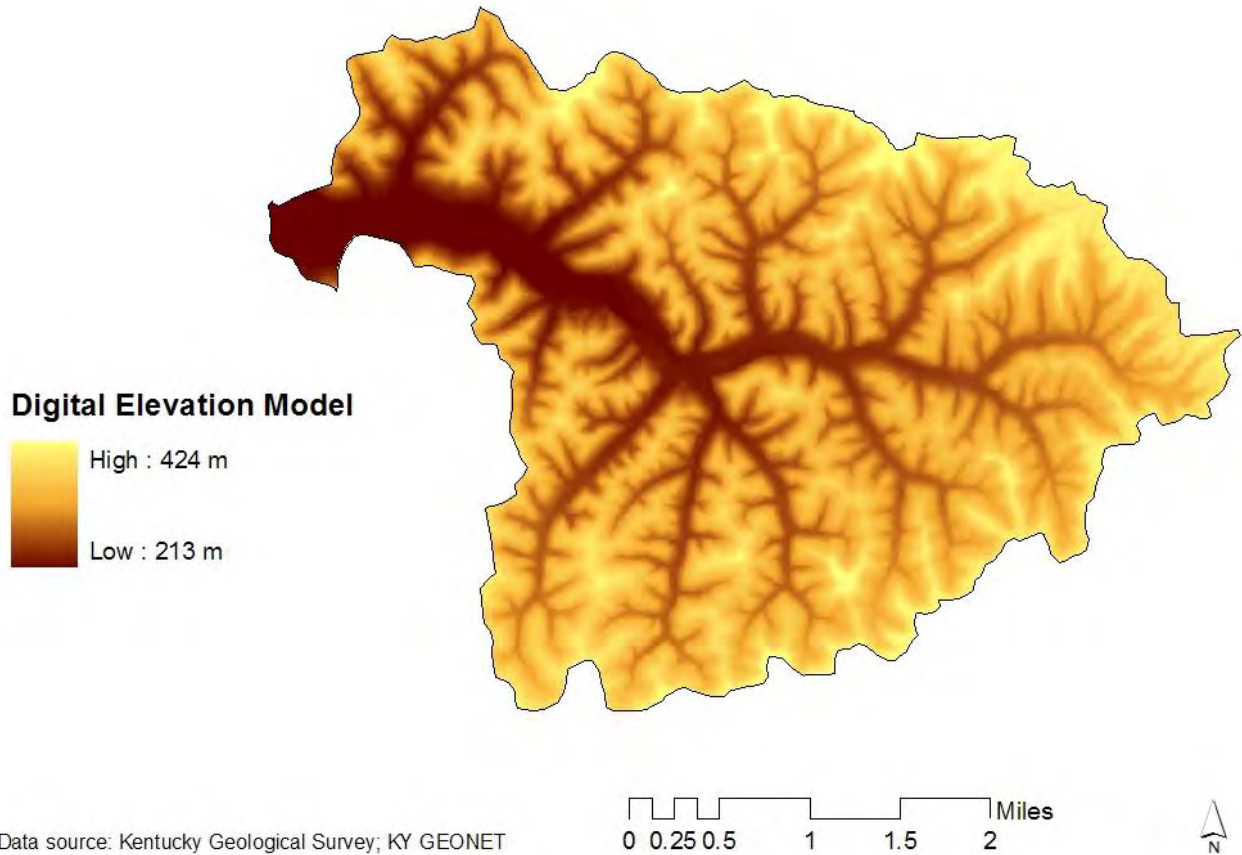 Digital Elevation Model
High : 424 m
Low : 213 m
Miles
0 0.25 0.5 1 1.5 2
Data source: Kentucky Geological Survey; KY GEONET
N